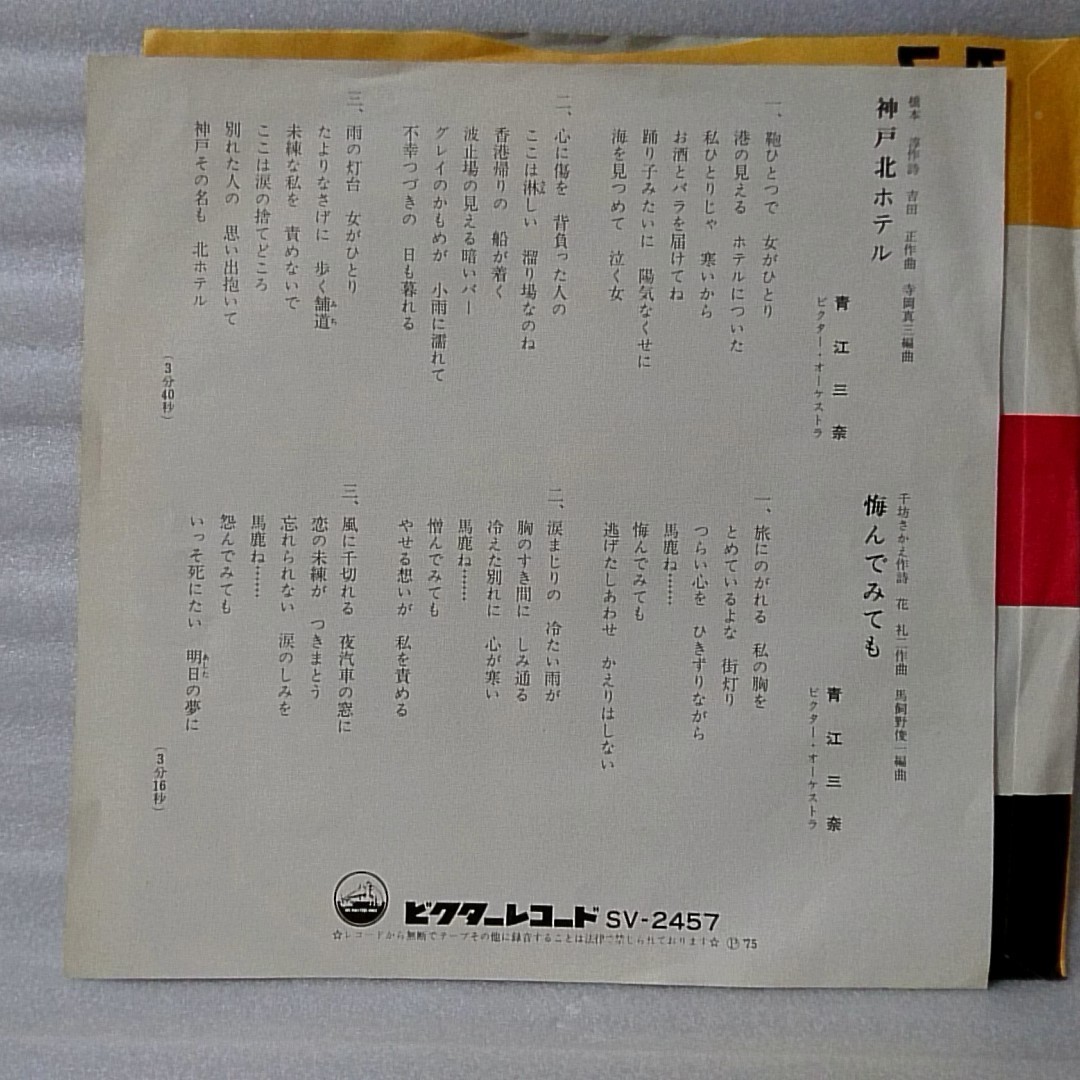 橋本 淳作詩 吉田 正作曲 寺岡真三編曲
神戸北ホテル
青江三奈
ビクター・オーケストラ
一、鞄ひとつで 女がひとり
港の見える ホテルについた
私ひとりじゃ 寒いから
お酒とバラを届けてね
踊り子みたいに 陽気なくせに
海を見つめて 泣く女
二、心に傷を 背負った人の
ここは淋しい 溜り場なのね
香港帰りの 船が着く
波止場の見える暗いバー
グレイのかもめが 小雨に濡れて
不幸つづきの 日も暮れる
三、雨の灯台 女がひとり
たよりなさげに 歩く舗道
みち
未練な私を 責めないで
ここは涙の捨てどころ
別れた人の 思い出抱いて
神戸その名も 北ホテル
(3分40秒)
千坊さかえ作詩 花 礼二作曲 馬飼野俊一編曲
悔んでみても
青江三奈
ビクター・オーケストラ
一、旅にのがれる 私の胸を
とめているよな 街灯り
つらい心を ひきずりながら
馬鹿ね……
悔んでみても
逃げたしあわせ かえりはしない
二、涙まじりの 冷たい雨が
胸のすき間に しみ通る
冷えた別れに 心が寒い
馬鹿ね……
憎んでみても
やせる想いが 私を責める
三、風に千切れる 夜汽車の窓に
恋の未練が つきまとう
忘れられない 涙のしみを
馬鹿ね……
怨んでみても
いっそ死にたい 明日の夢に
あした
(3分16秒)
ビクターレコード SV-2457
☆レコードから無断でテープその他に録音することは法律で禁じられております☆ Ⓟ75